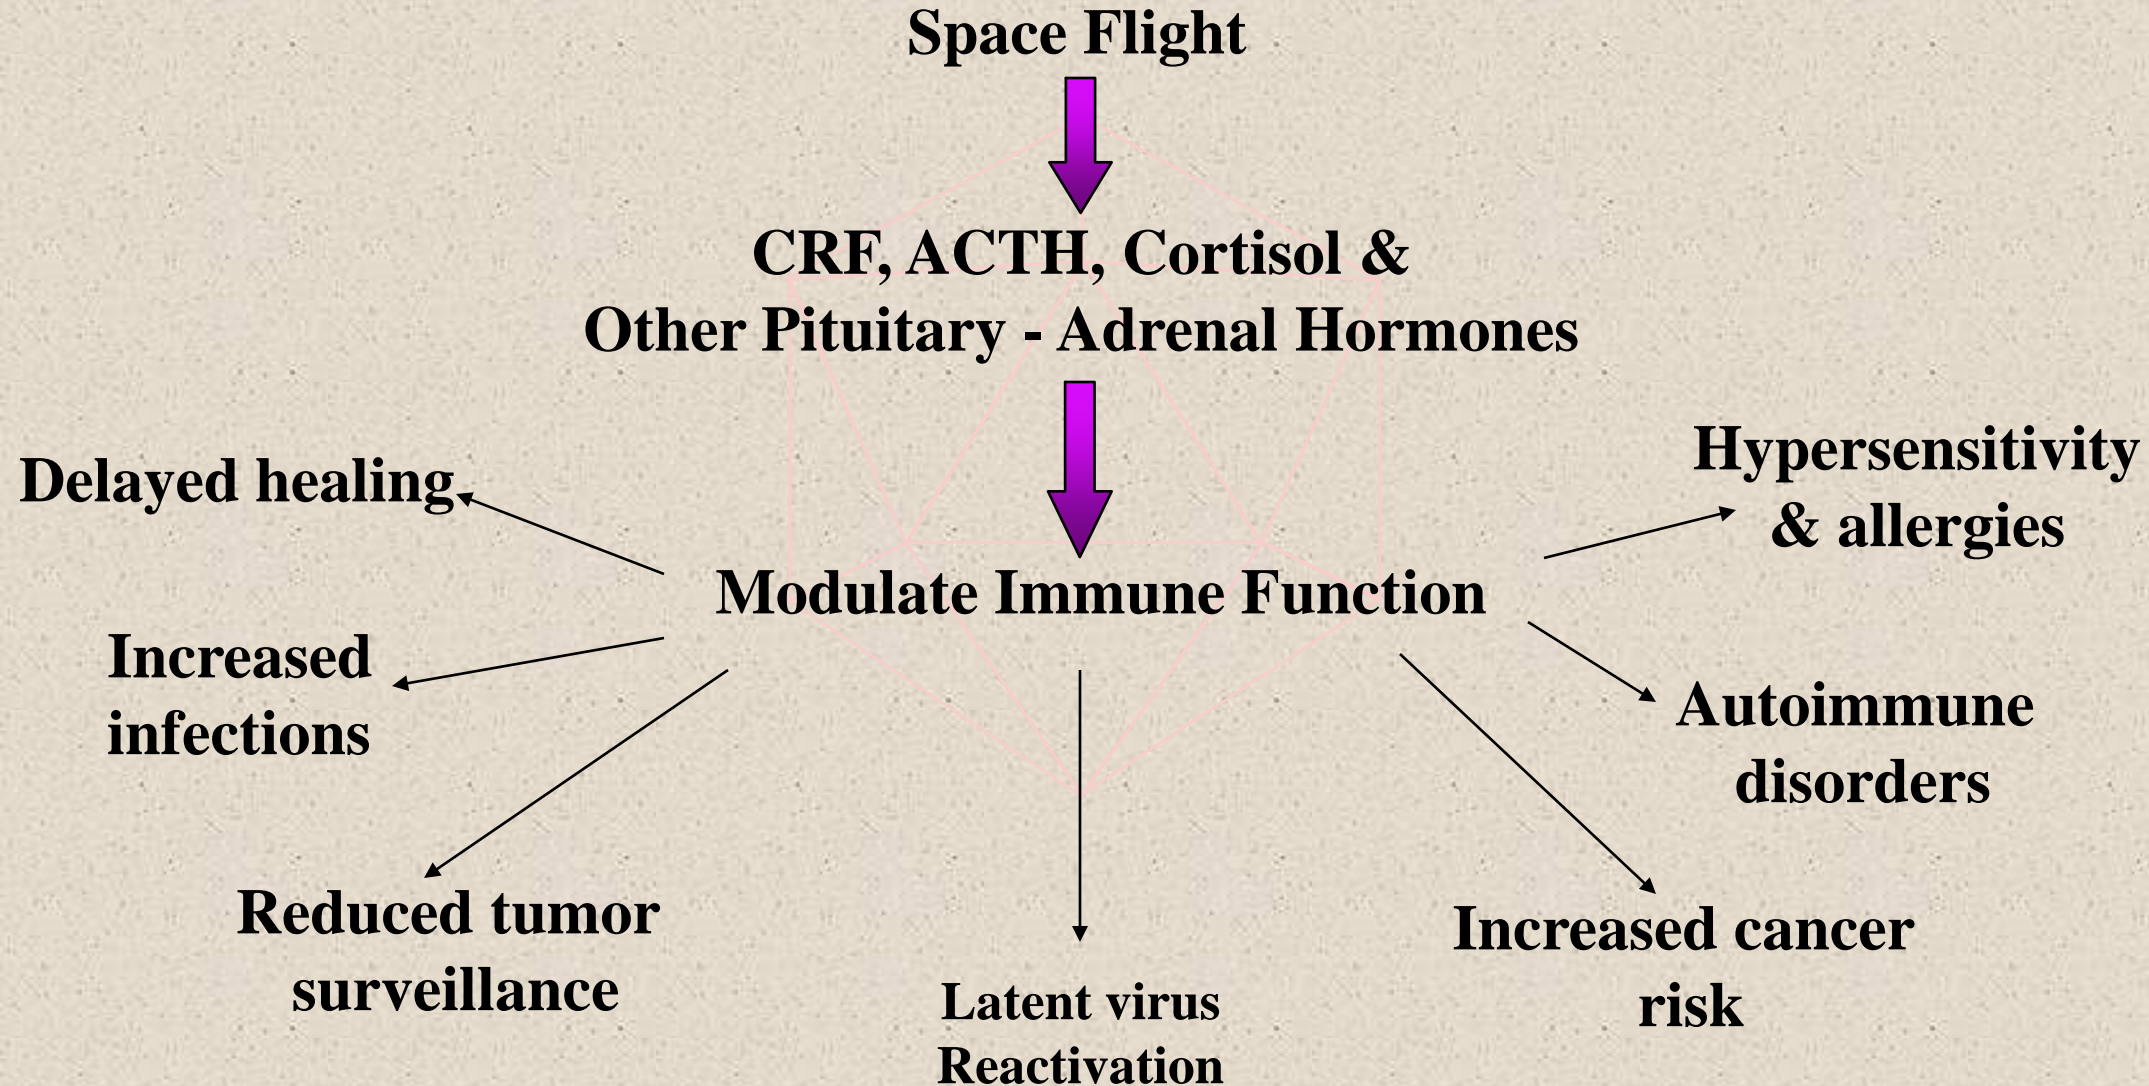 Space Flight
CRF, ACTH, Cortisol &
Other Pituitary - Adrenal Hormones
Delayed healing
Hypersensitivity
& allergies
Modulate Immune Function
Increased
infections
Autoimmune
disorders
Reduced tumor
surveillance
Latent virus
Reactivation
Increased cancer
risk